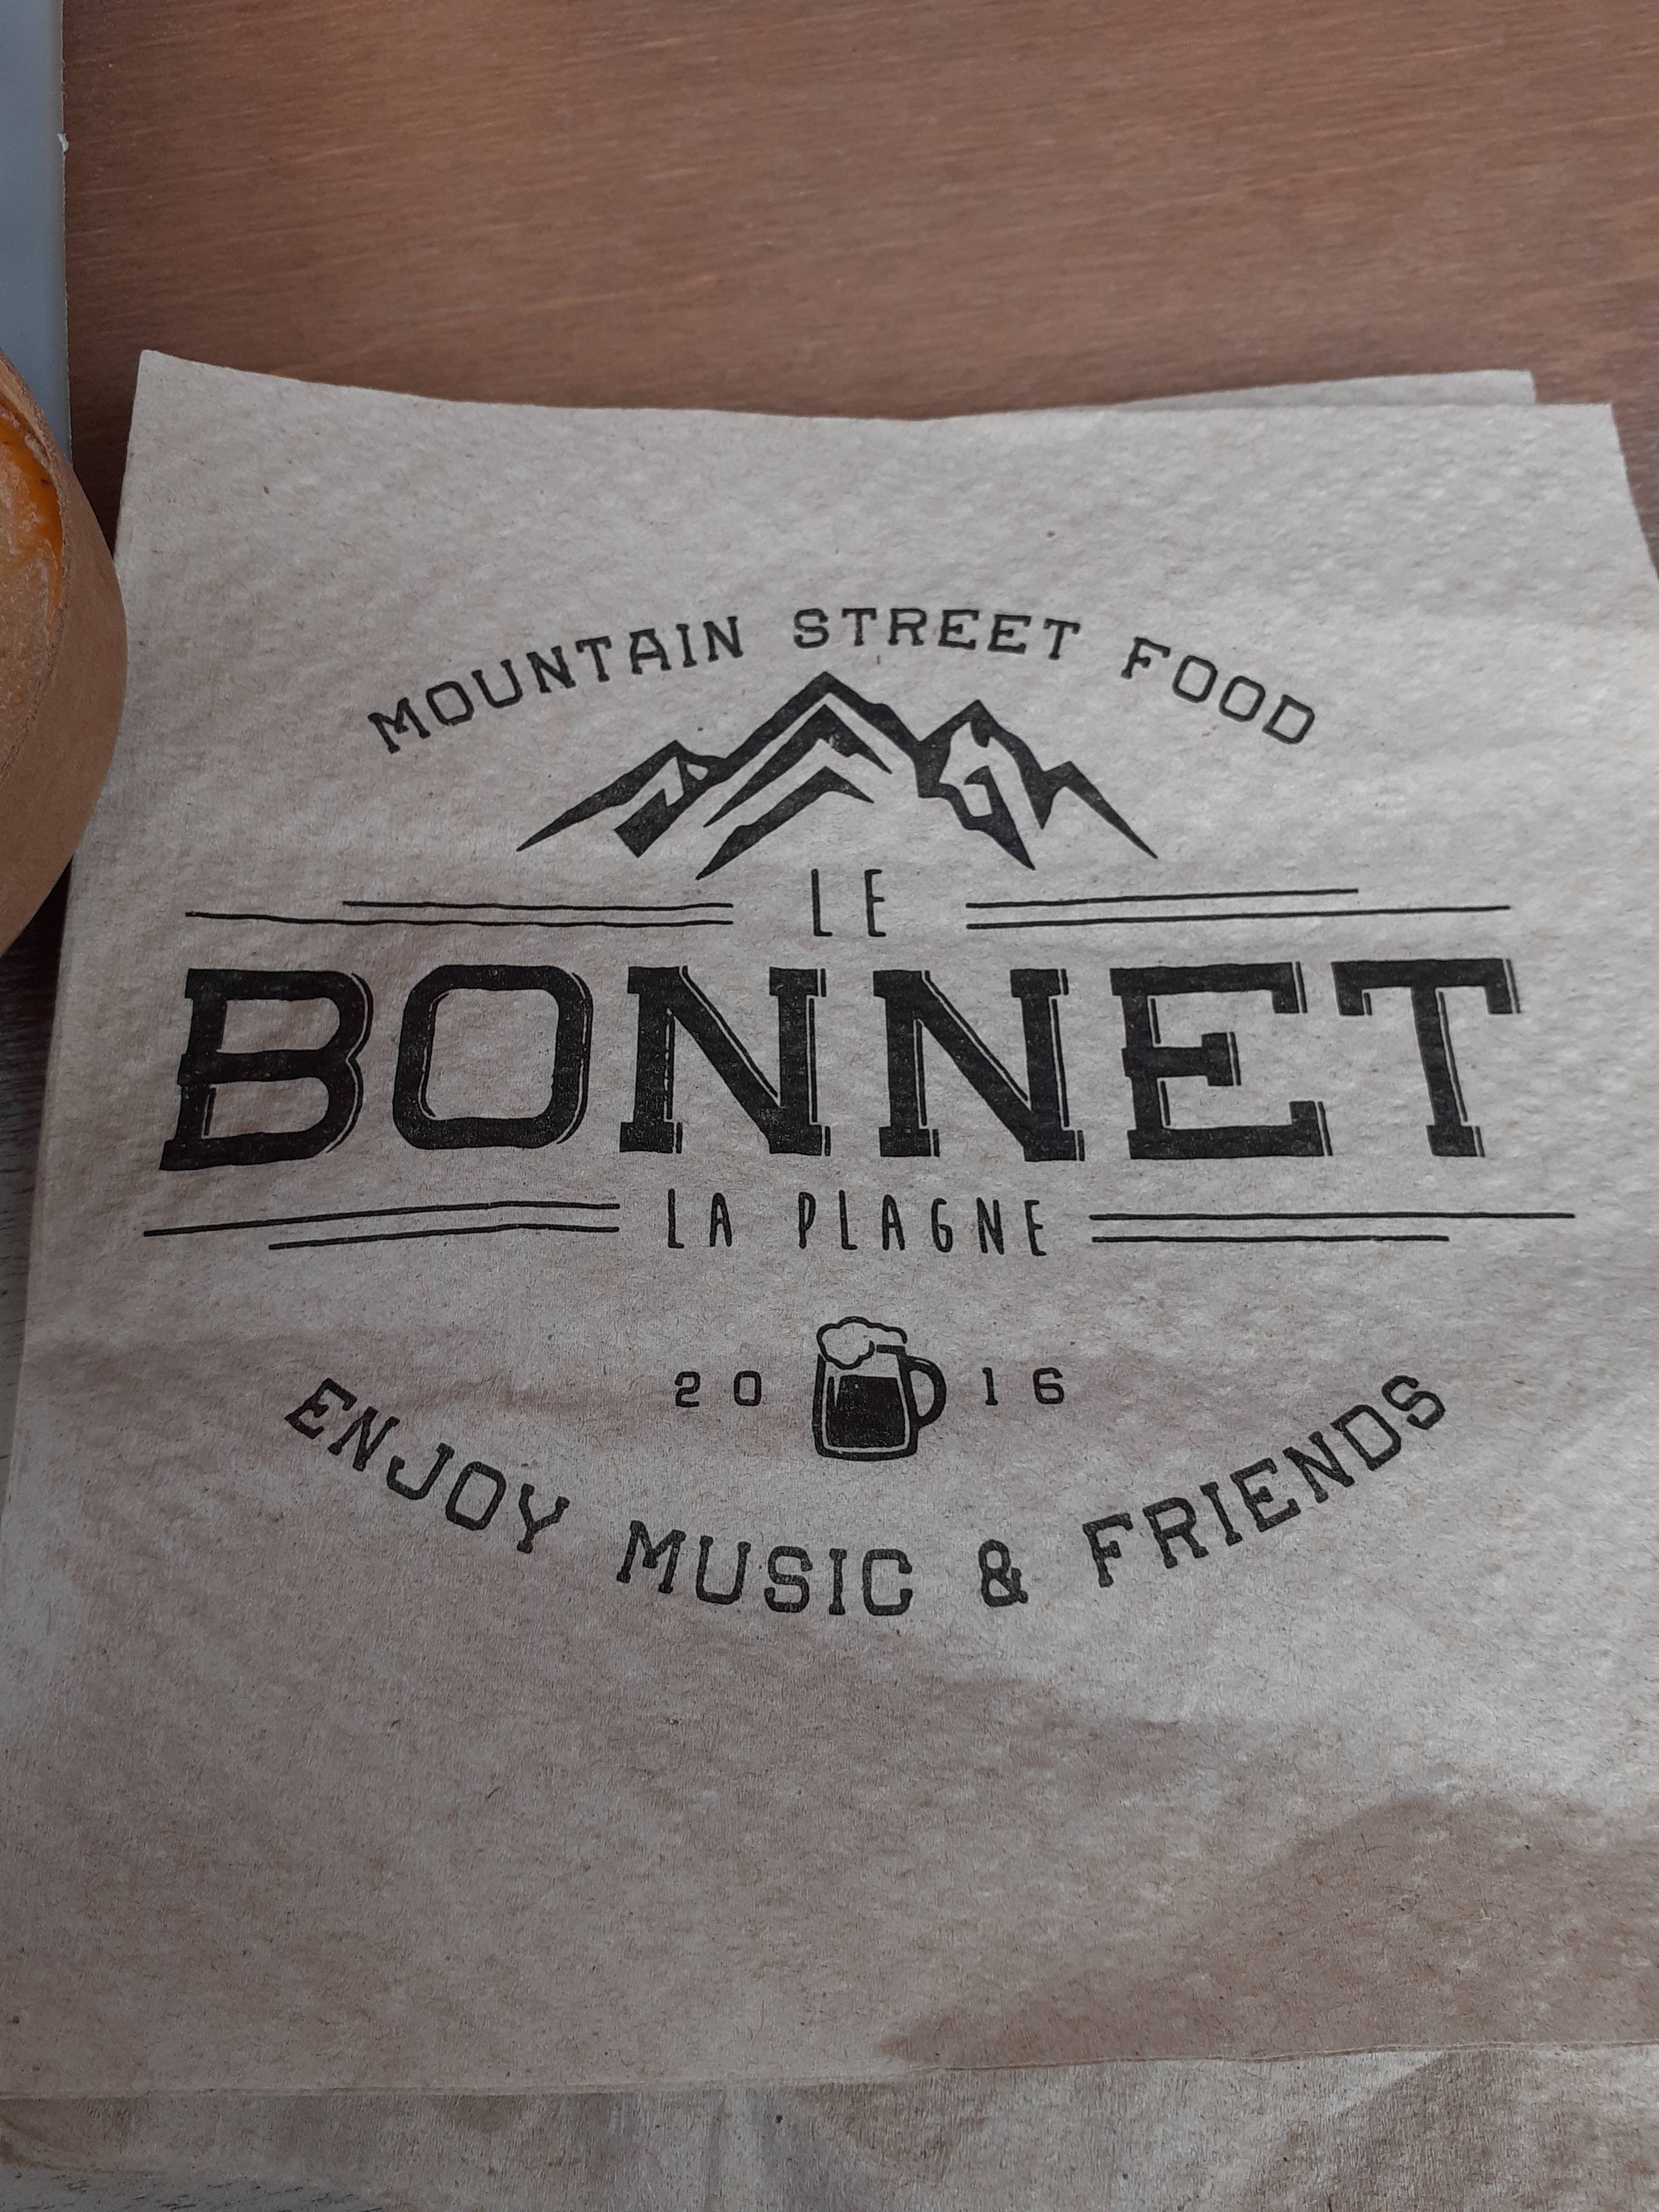 MOUNTAIN STREET FOOD
LE
BONNET
LA PLAGNE
20 16
ENJOY MUSIC & FRIENDS